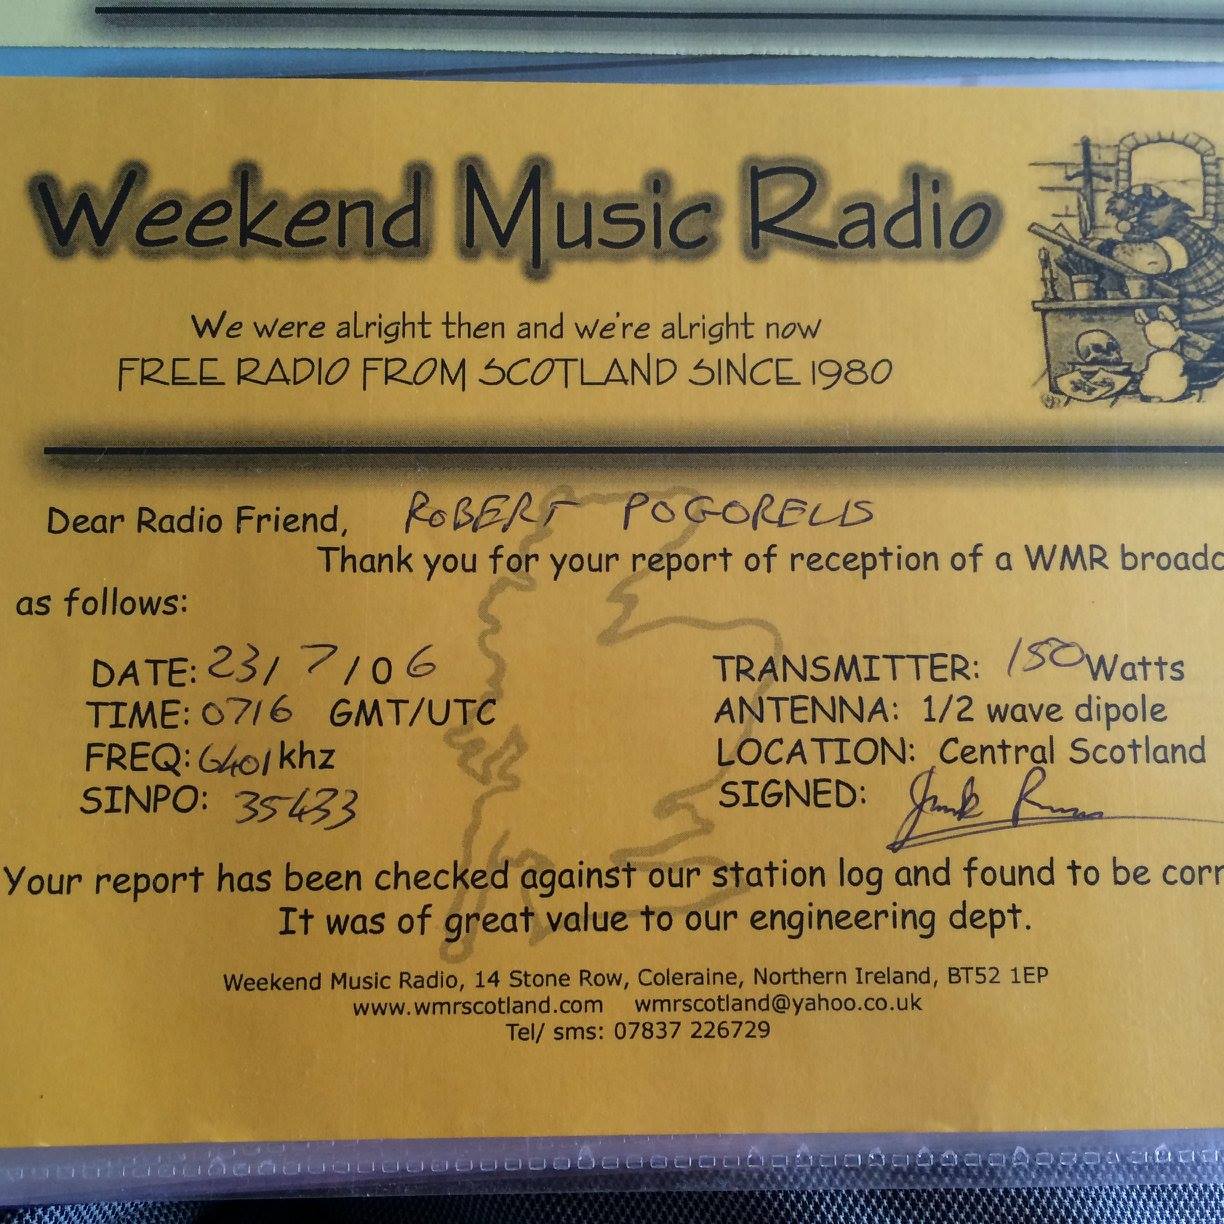 Weekend Music Radio
We were alright then and we're alright now
FREE RADIO FROM SCOTLAND SINCE 1980
Dear Radio Friend, ROBERT POGORELIS
Thank you for your report of reception of a WMR broadc
as follows:
DATE: 23/7/06
TIME: 0716 GMT/UTC
FREQ: 6401 khz
SINPO: 35433
TRANSMITTER: 150 Watts
ANTENNA: 1/2 wave dipole
LOCATION: Central Scotland
SIGNED:
Your report has been checked against our station log and found to be corr
It was of great value to our engineering dept.
Weekend Music Radio, 14 Stone Row, Coleraine, Northern Ireland, BT52 1EP
www.wmrscotland.com wmrscotland@yahoo.co.uk
Tel/ sms: 07837 226729